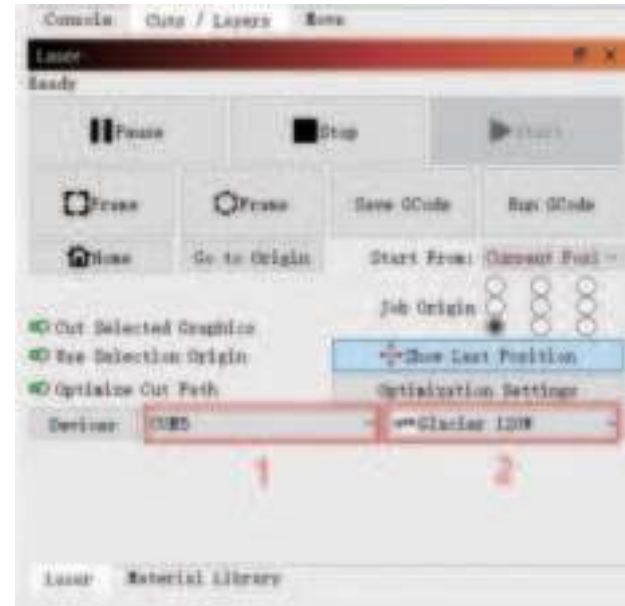 Console Cuts / Lasers Move
Laser
Ready
Pause Stop Start
Frame Frame Save GCode Run GCode
Home Go to Origin Start From: Current Posi
Job Origin
Cut Selected Graphics
Use Selection Origin Show Last Position
Optimize Cut Path Optimization Settings
Devices COM5 Glacier 120W
1 2
Laser Material Library